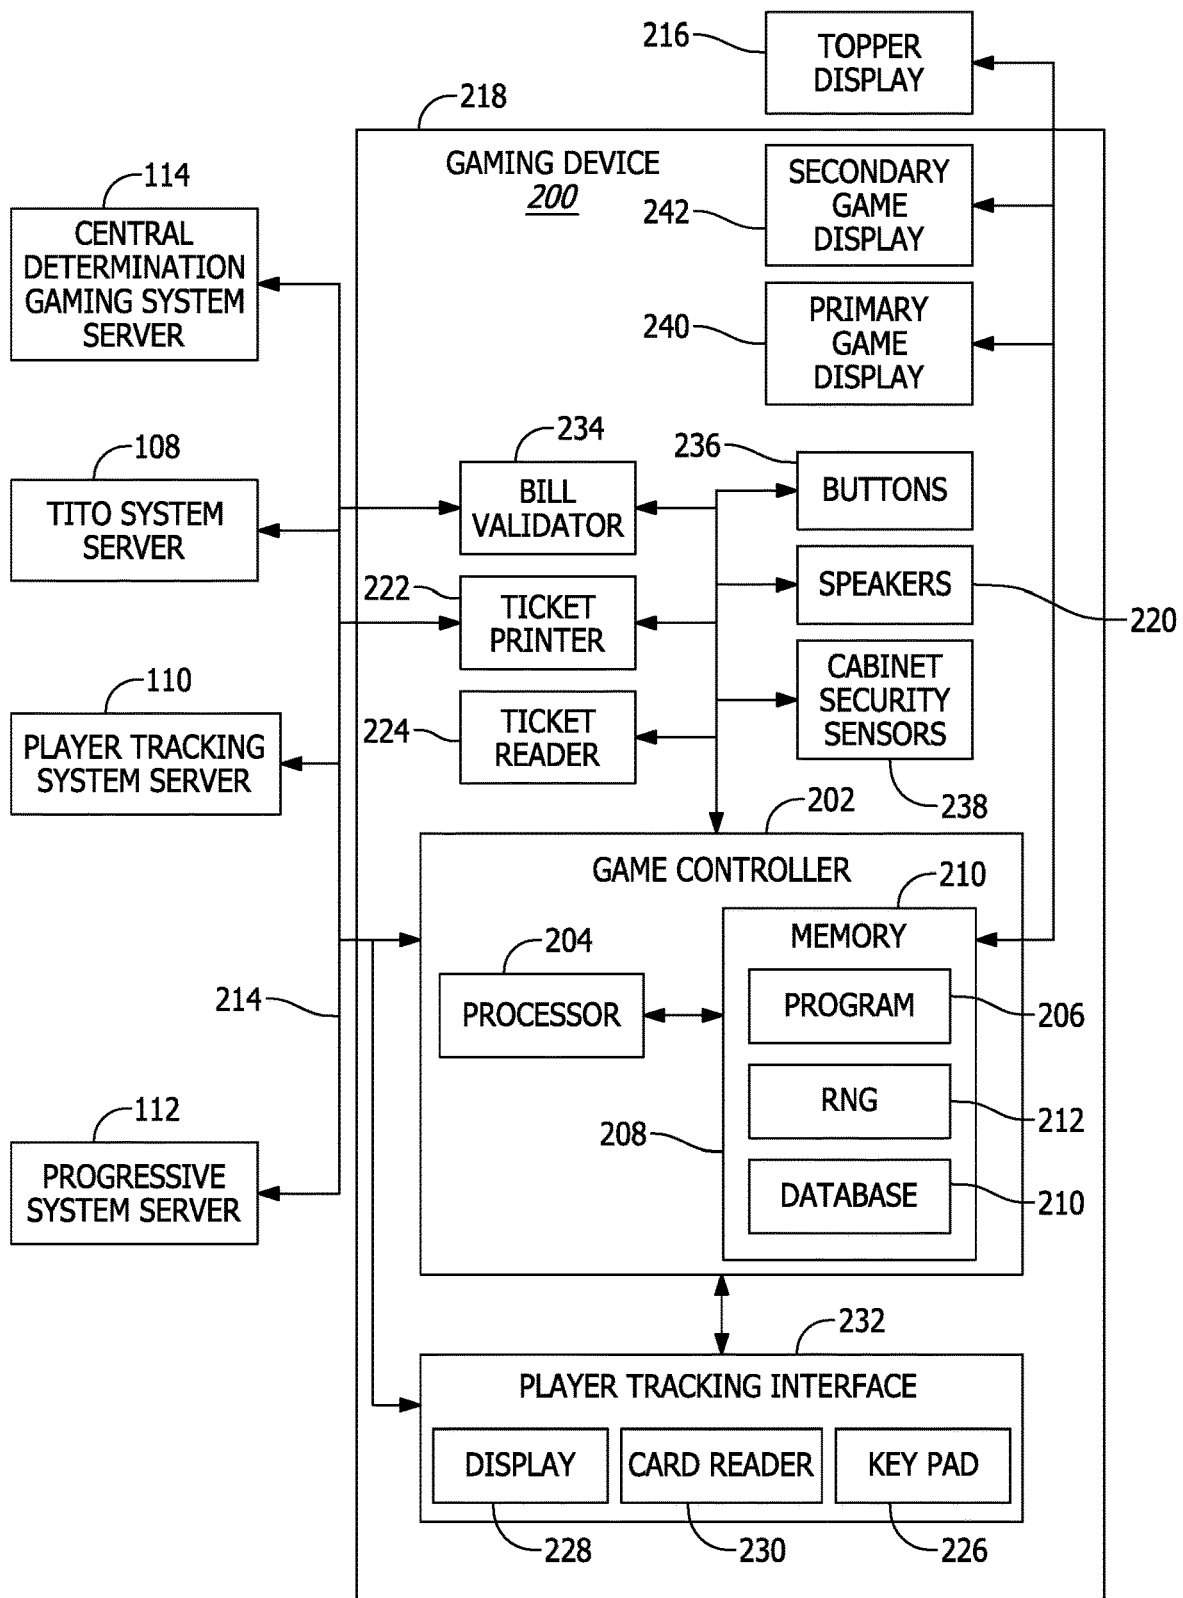 216
TOPPER
DISPLAY
218
GAMING DEVICE
200
114
CENTRAL
DETERMINATION
GAMING SYSTEM
SERVER
242
SECONDARY
GAME
DISPLAY
240
PRIMARY
GAME
DISPLAY
108
TITO SYSTEM
SERVER
234
BILL
VALIDATOR
236
BUTTONS
222
TICKET
PRINTER
SPEAKERS
220
110
PLAYER TRACKING
SYSTEM SERVER
224
TICKET
READER
CABINET
SECURITY
SENSORS
238
202
GAME CONTROLLER
210
MEMORY
204
PROCESSOR
214
PROGRAM
206
RNG
212
208
DATABASE
210
112
PROGRESSIVE
SYSTEM SERVER
232
PLAYER TRACKING INTERFACE
DISPLAY
CARD READER
KEY PAD
228
230
226